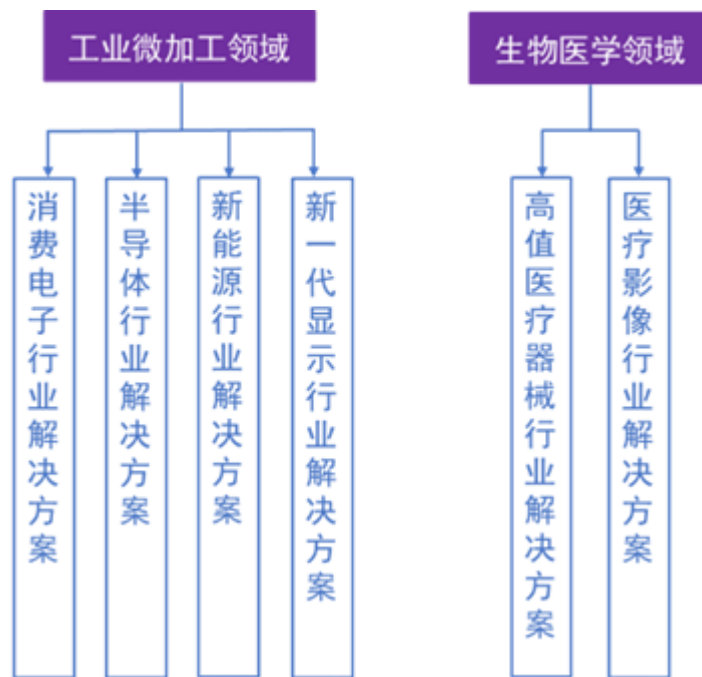 工业微加工领域
生物医学领域
消费电子行业解决方案
半导体行业解决方案
新能源行业解决方案
新一代显示行业解决方案
高值医疗器械行业解决方案
医疗影像行业解决方案